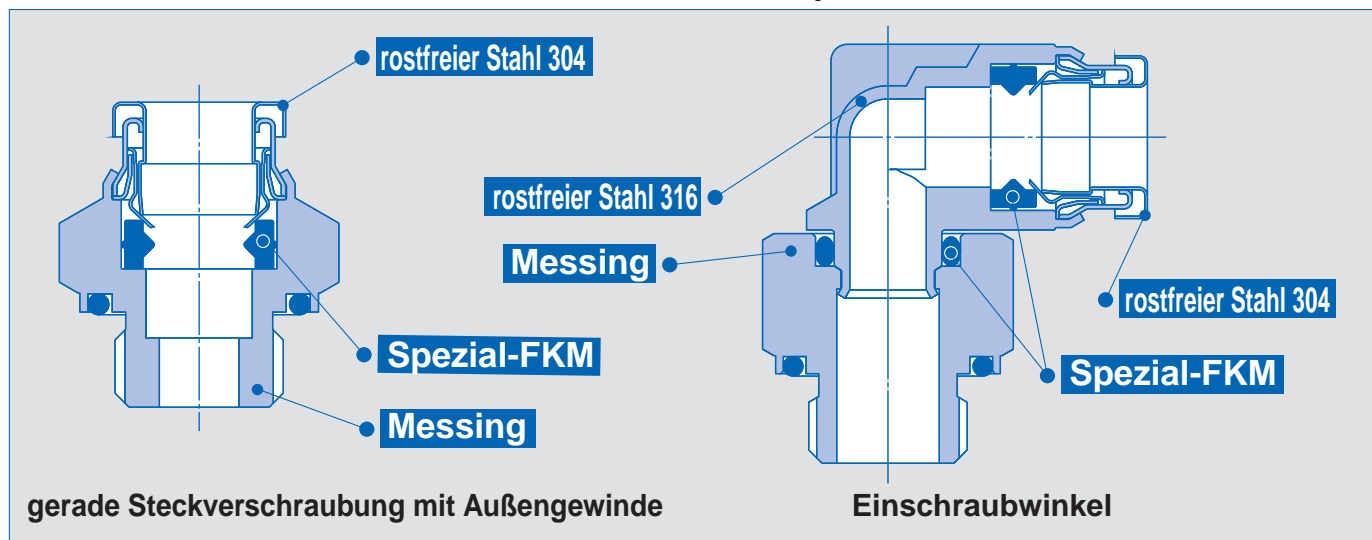 rostfreier Stahl 304
rostfreier Stahl 316
Messing
rostfreier Stahl 304
Spezial-FKM
Spezial-FKM
Messing
gerade Steckverschraubung mit Außengewinde
Einschraubwinkel